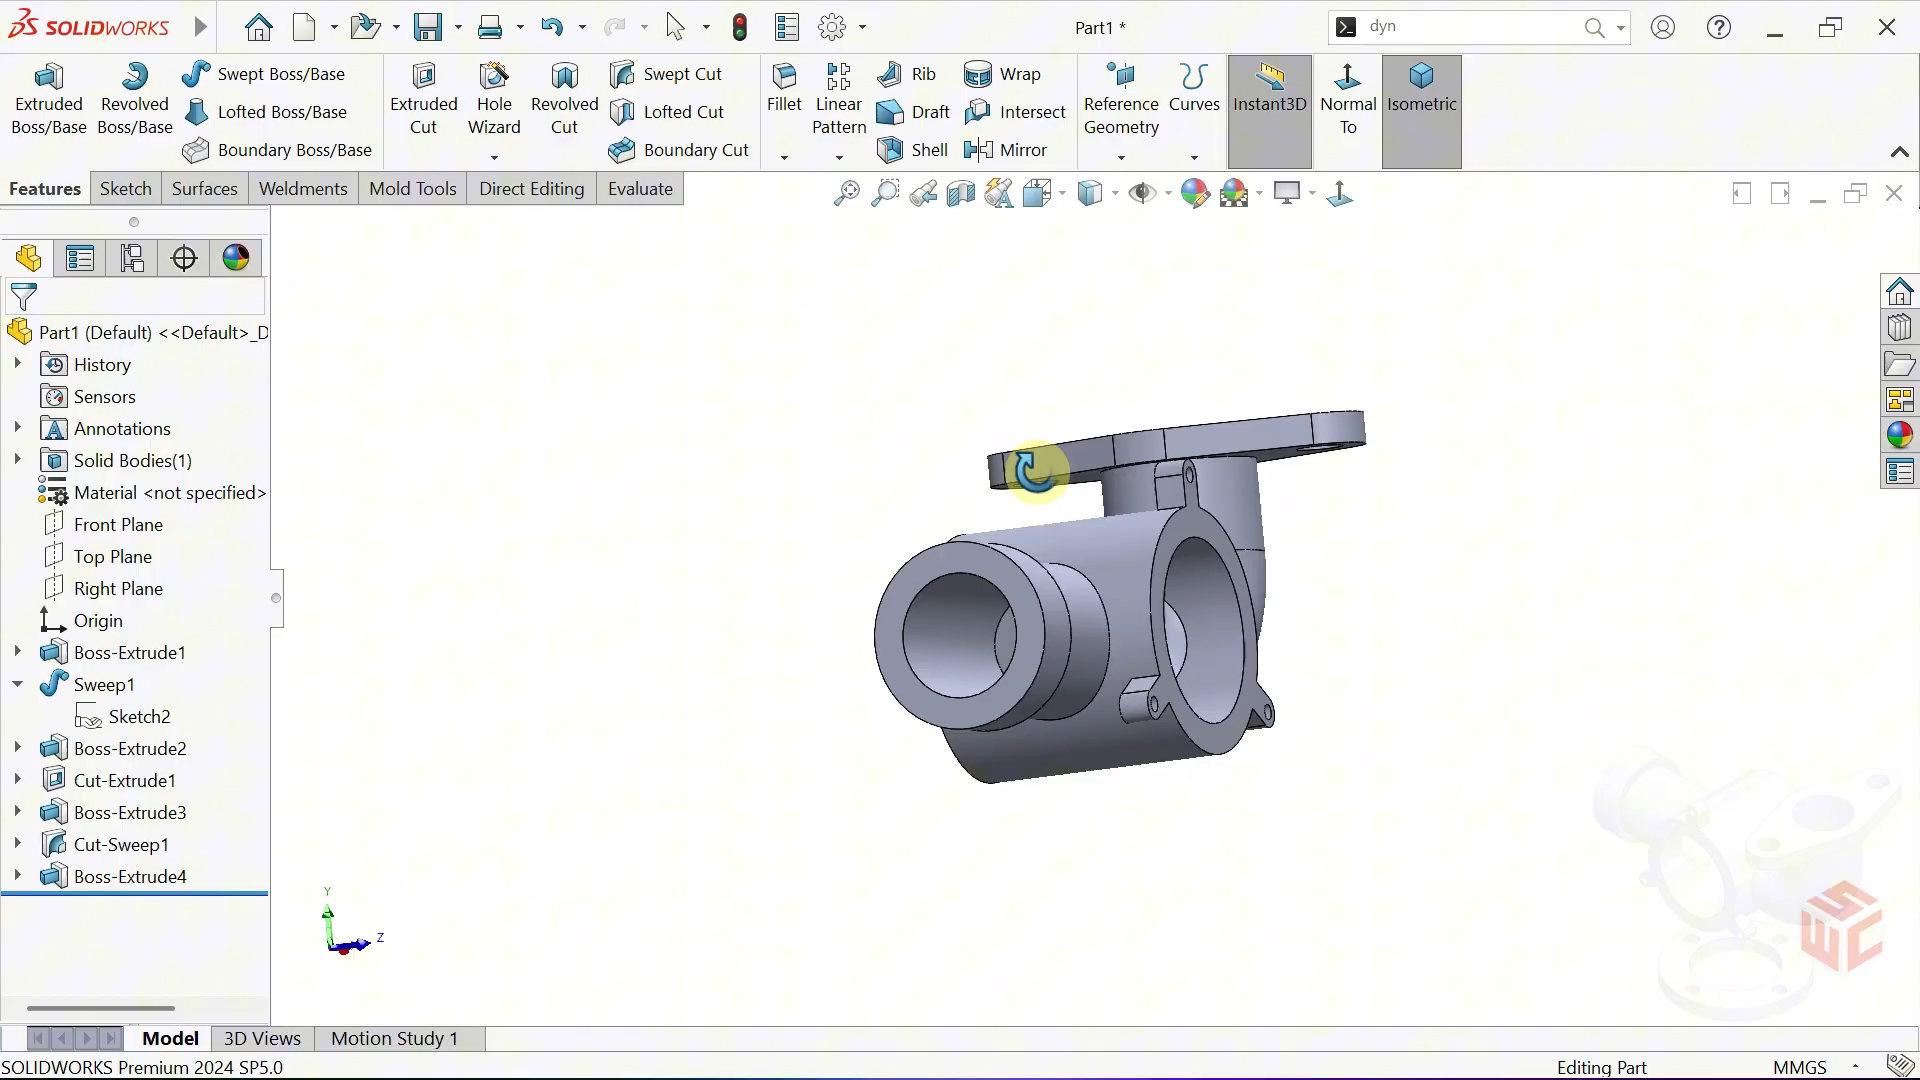 SOLIDWORKS
Part1 *
dyn
Extruded Boss/Base
Revolved Boss/Base
Swept Boss/Base
Lofted Boss/Base
Boundary Boss/Base
Extruded Cut
Hole Wizard
Revolved Cut
Swept Cut
Lofted Cut
Boundary Cut
Fillet
Linear Pattern
Rib
Draft
Shell
Wrap
Intersect
Mirror
Reference Geometry
Curves
Instant3D
Normal To
Isometric
Features
Sketch
Surfaces
Weldments
Mold Tools
Direct Editing
Evaluate
Part1 (Default) <<Default>_D
History
Sensors
Annotations
Solid Bodies(1)
Material <not specified>
Front Plane
Top Plane
Right Plane
Origin
Boss-Extrude1
Sweep1
Sketch2
Boss-Extrude2
Cut-Extrude1
Boss-Extrude3
Cut-Sweep1
Boss-Extrude4
Y
Z
SWC
Model
3D Views
Motion Study 1
SOLIDWORKS Premium 2024 SP5.0
Editing Part
MMGS